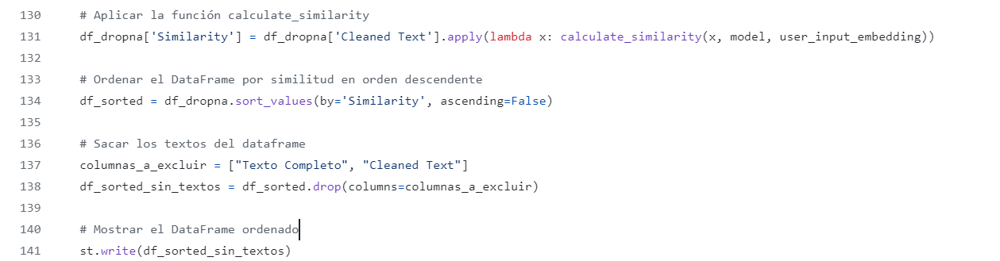 130 # Aplicar la función calculate_similarity
131 df_dropna['Similarity'] = df_dropna['Cleaned Text'].apply(lambda x: calculate_similarity(x, model, user_input_embedding))
132
133 # Ordenar el DataFrame por similitud en orden descendente
134 df_sorted = df_dropna.sort_values(by='Similarity', ascending=False)
135
136 # Sacar los textos del dataframe
137 columnas_a_excluir = ["Texto Completo", "Cleaned Text"]
138 df_sorted_sin_textos = df_sorted.drop(columns=columnas_a_excluir)
139
140 # Mostrar el DataFrame ordenado
141 st.write(df_sorted_sin_textos)